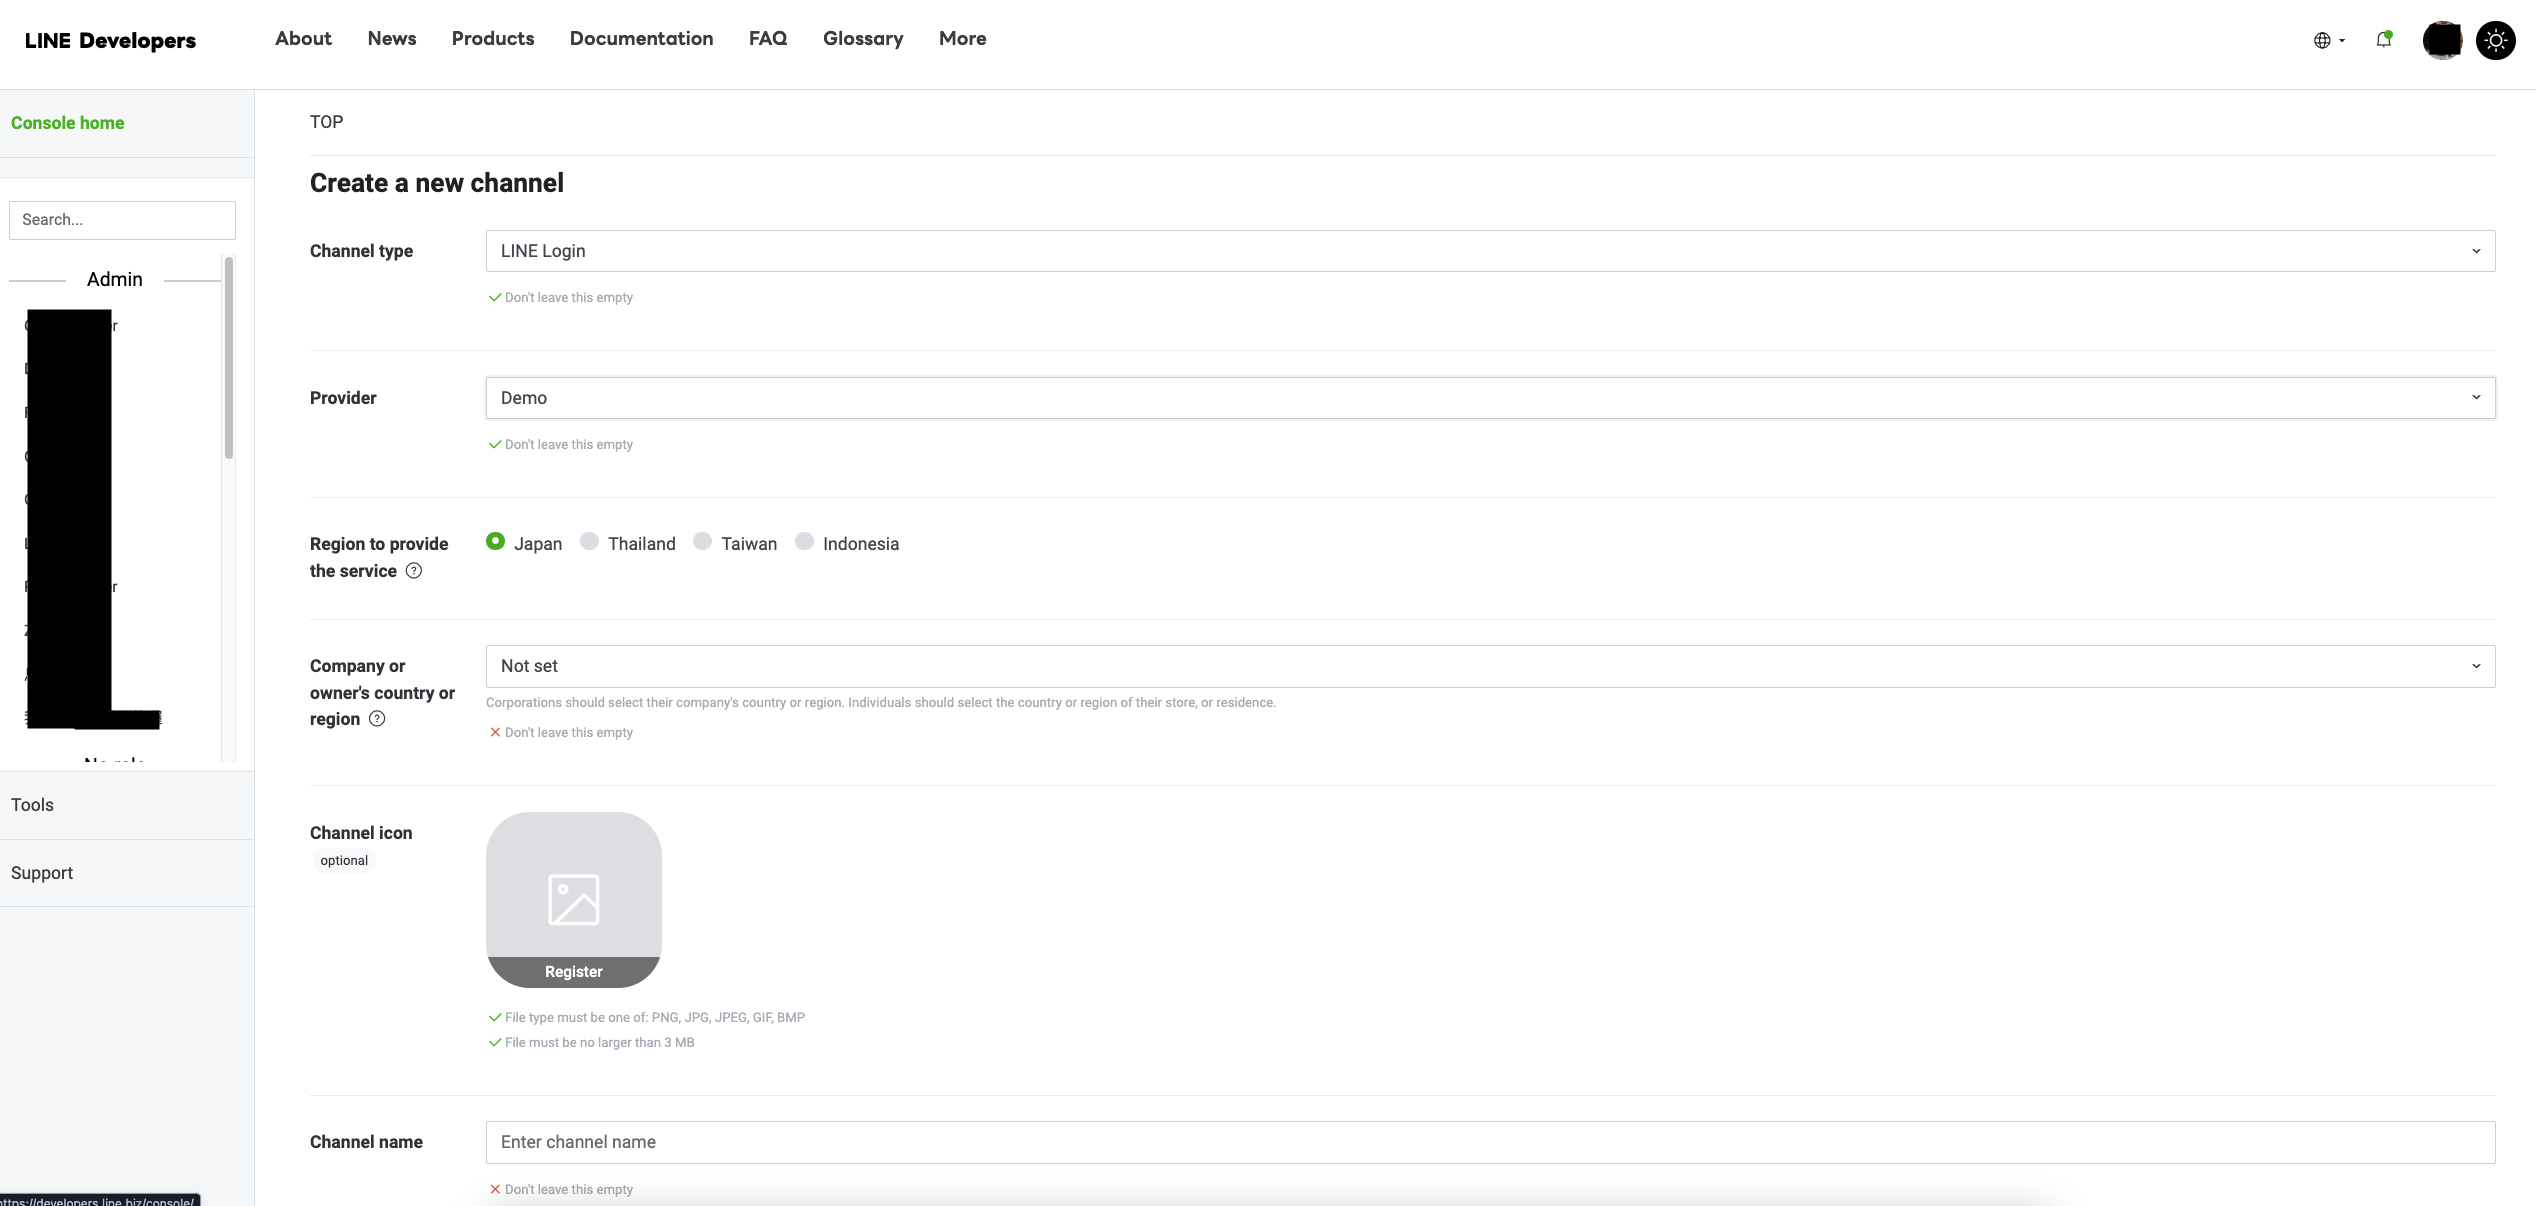 LINE Developers
About
News
Products
Documentation
FAQ
Glossary
More
Console home
Search...
Admin
Tools
Support
TOP
Create a new channel
Channel type
LINE Login
Don't leave this empty
Provider
Demo
Don't leave this empty
Region to provide
the service
Japan
Thailand
Taiwan
Indonesia
Company or
owner's country or
region
Not set
Corporations should select their company's country or region. Individuals should select the country or region of their store, or residence.
Don't leave this empty
Channel icon
optional
Register
File type must be one of: PNG, JPG, JPEG, GIF, BMP
File must be no larger than 3 MB
Channel name
Enter channel name
Don't leave this empty
https://developers.line.biz/console/